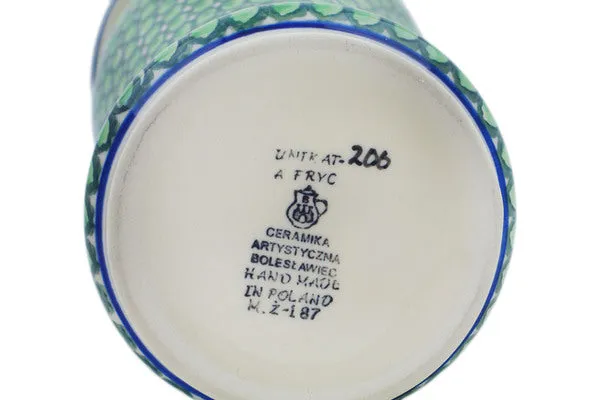 UNIKAT-206
A FRYC
B
CERAMIKA
ARTYSTYCZNA
BOLESŁAWIEC
HAND MADE
IN POLAND
M.Ż-187